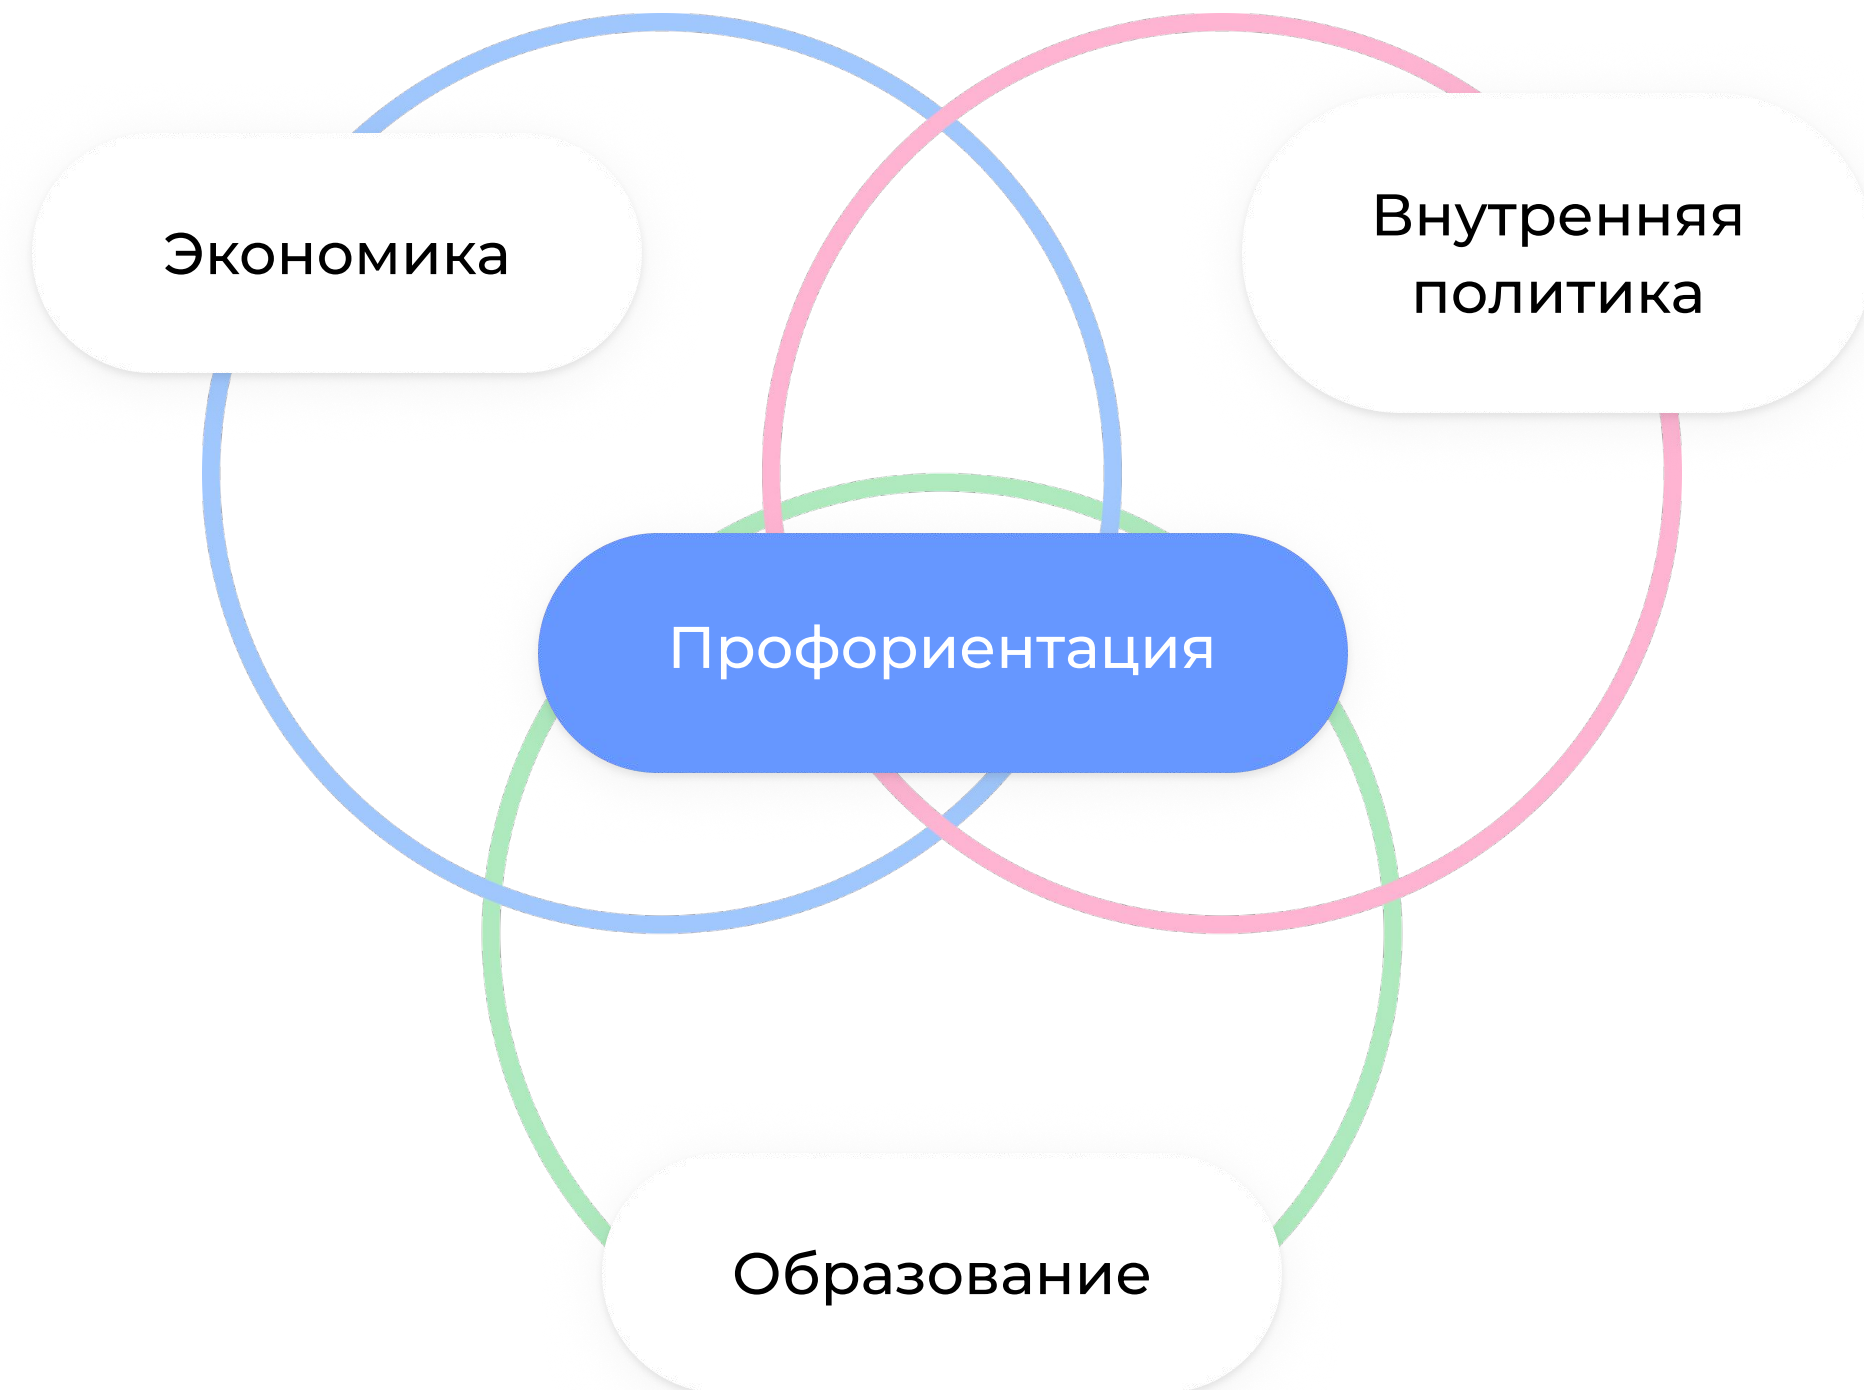 Экономика
Внутренняя
политика
Профориентация
Образование